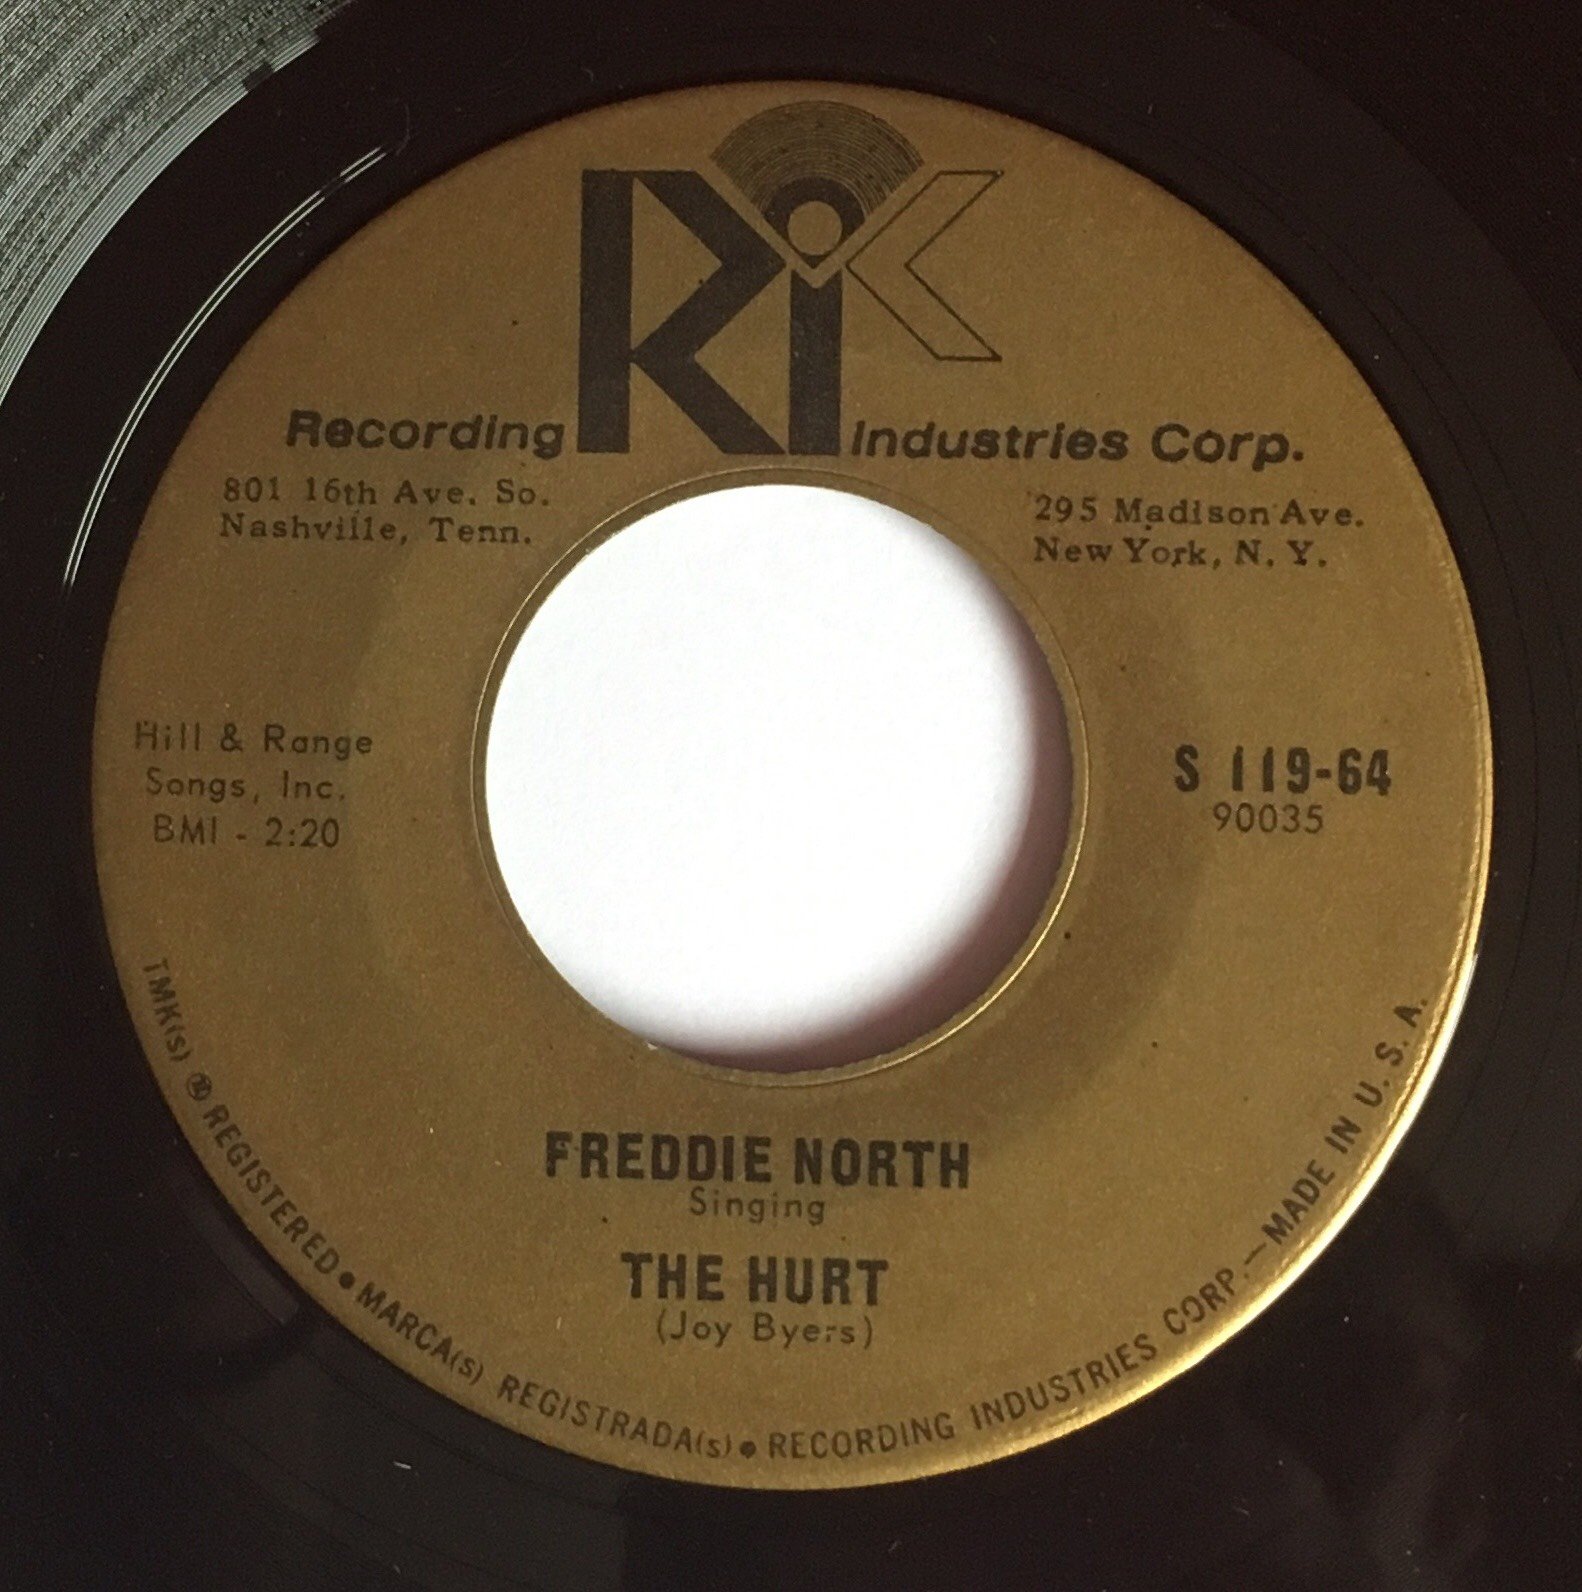 RIC
Recording Industries Corp.
801 16th Ave. So.
Nashville, Tenn.
295 Madison Ave.
New York, N. Y.
Hill & Range
Songs, Inc.
BMI - 2:20
S 119-64
90035
FREDDIE NORTH
Singing
THE HURT
(Joy Byers)
TMK(s) ® REGISTERED • MARCA(s) REGISTRADA(s) • RECORDING INDUSTRIES CORP. — MADE IN U. S. A.